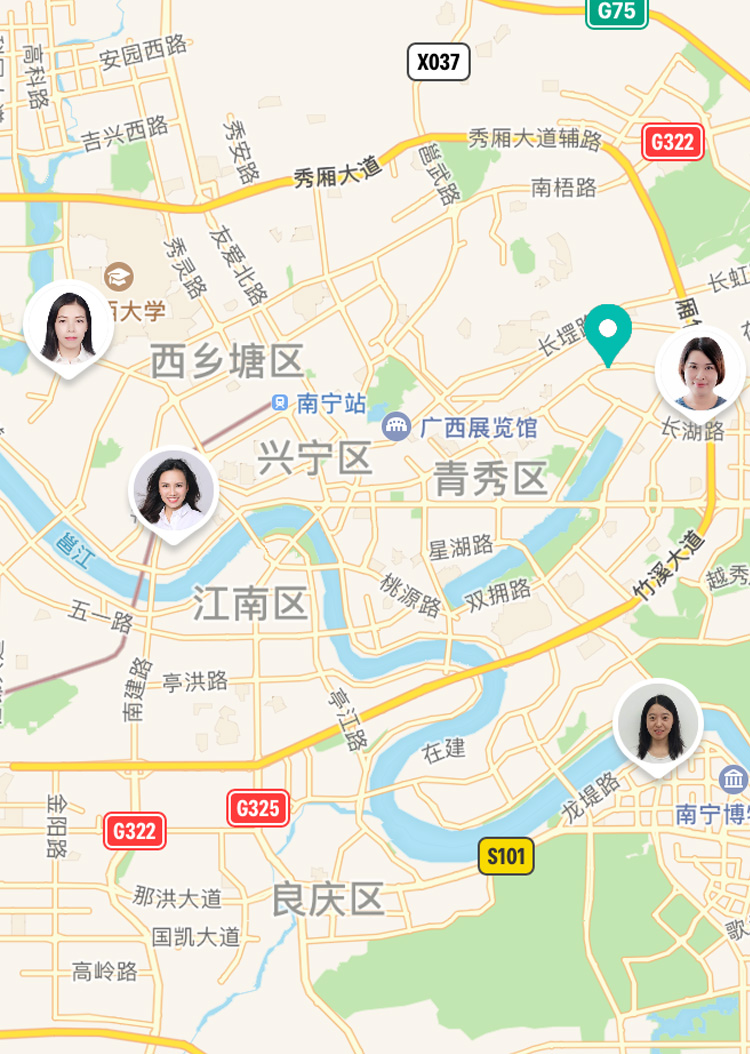 G75
安园西路
高科路
X037
吉兴西路
秀安路
秀厢大道辅路
G322
邕武路
秀厢大道
南梧路
秀灵路
友爱北路
长虹
西大学
长堽路
西乡塘区
南宁站
广西展览馆
长湖路
兴宁区
青秀区
邕江
星湖路
竹溪大道
越秀
桃源路
双拥路
江南区
五一路
南建路
亭洪路
亭江路
在建
龙堤路
南宁博
金阳路
G322
G325
S101
那洪大道
良庆区
国凯大道
歌
高岭路